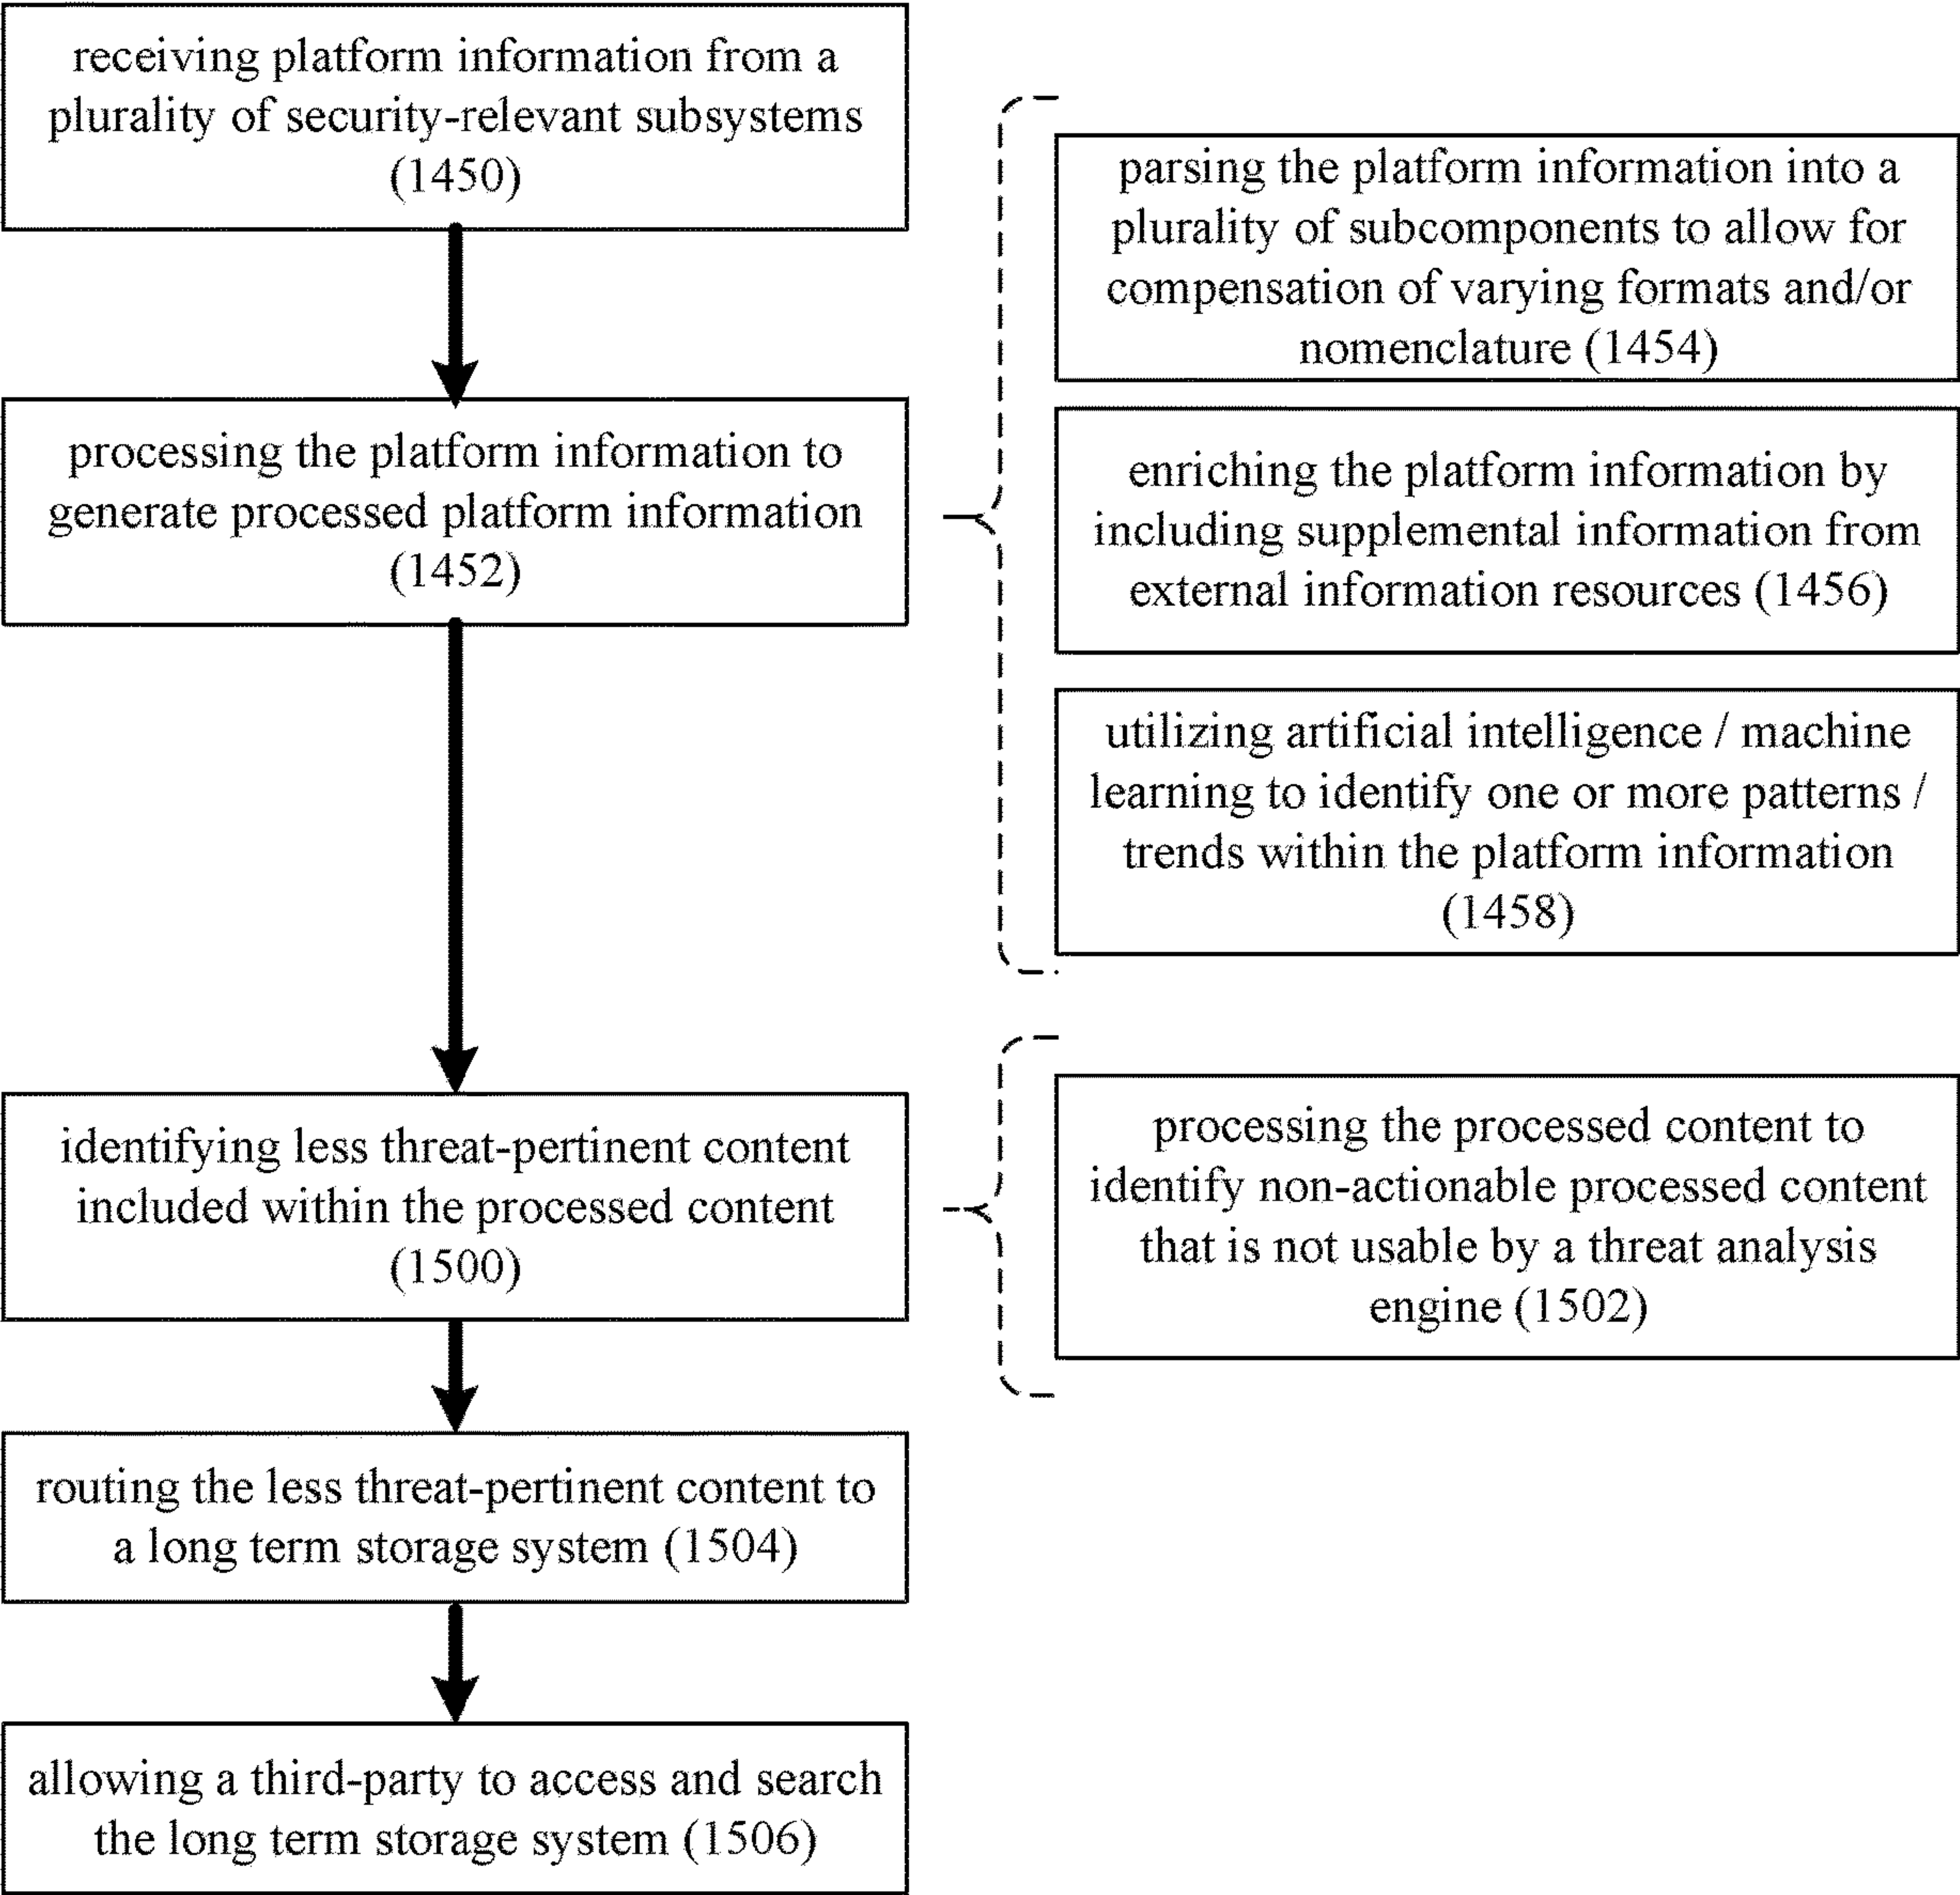 receiving platform information from a
plurality of security-relevant subsystems
(1450)
processing the platform information to
generate processed platform information
(1452)
parsing the platform information into a
plurality of subcomponents to allow for
compensation of varying formats and/or
nomenclature (1454)
enriching the platform information by
including supplemental information from
external information resources (1456)
utilizing artificial intelligence / machine
learning to identify one or more patterns /
trends within the platform information
(1458)
identifying less threat-pertinent content
included within the processed content
(1500)
processing the processed content to
identify non-actionable processed content
that is not usable by a threat analysis
engine (1502)
routing the less threat-pertinent content to
a long term storage system (1504)
allowing a third-party to access and search
the long term storage system (1506)